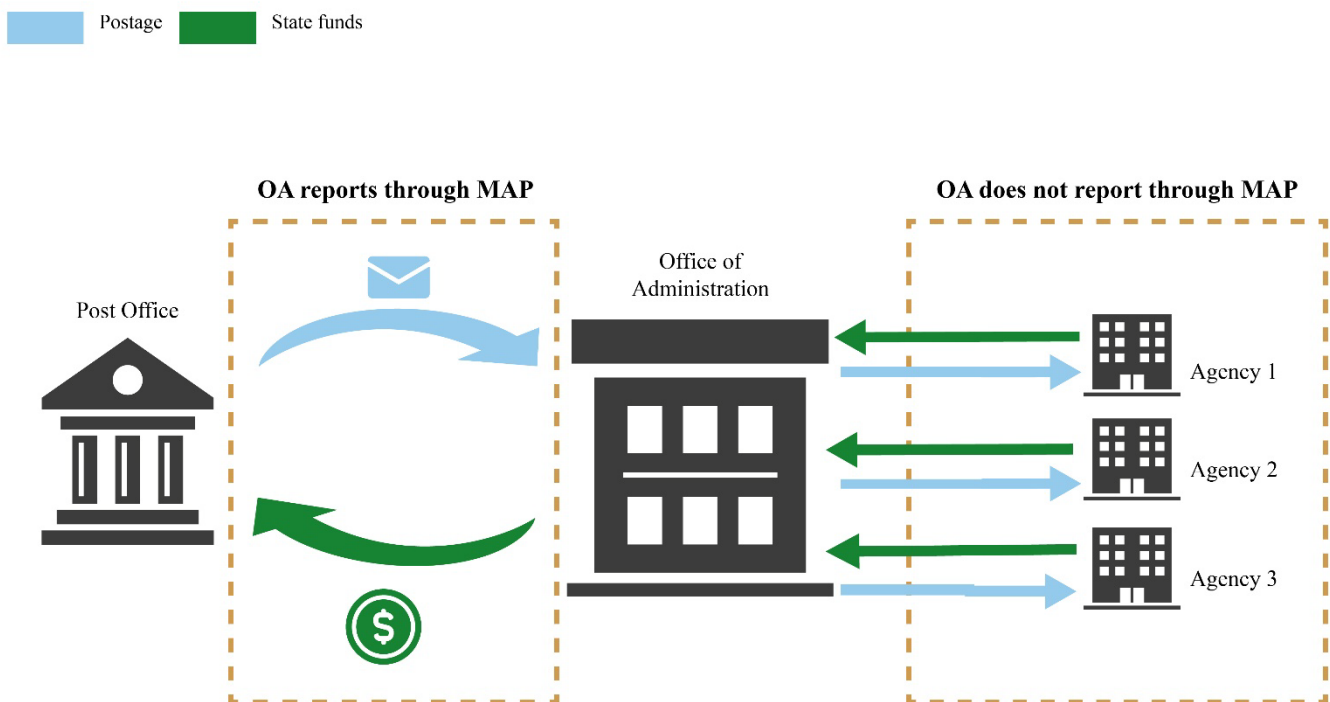 Postage
State funds
OA reports through MAP
OA does not report through MAP
Office of
Administration
Post Office
Agency 1
Agency 2
Agency 3
$